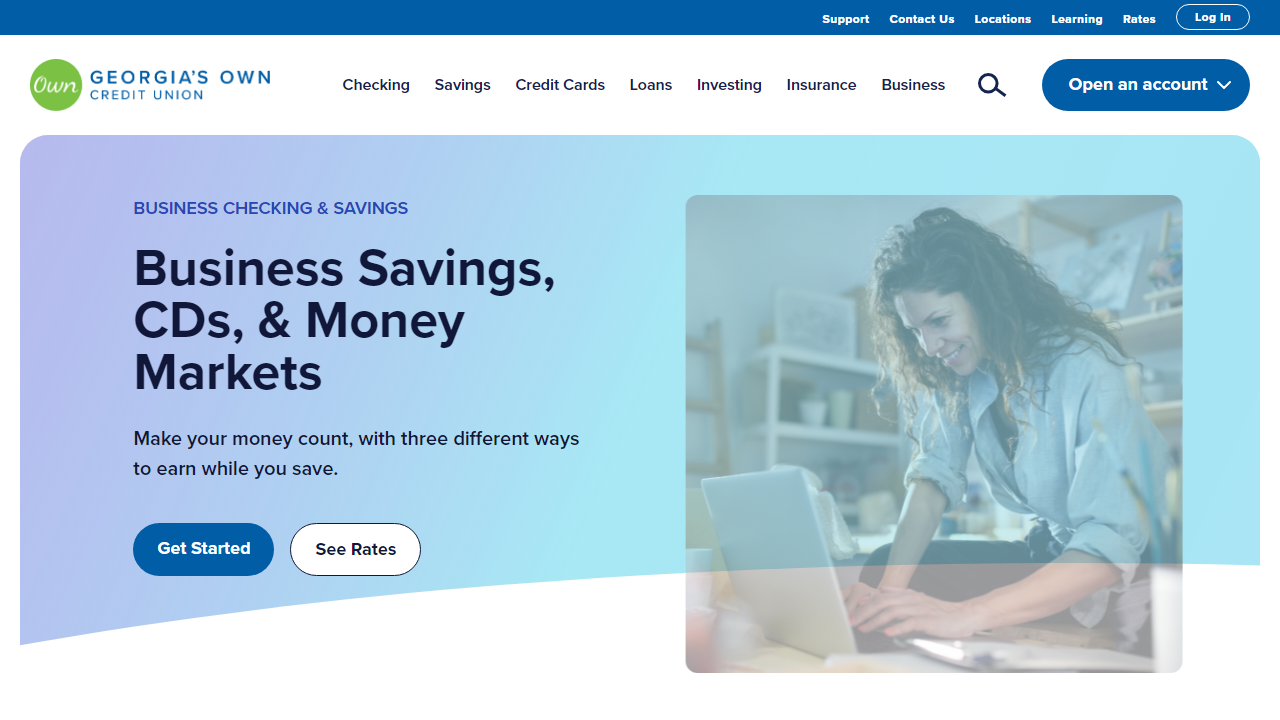 Support Contact Us Locations Learning Rates Log In
Own GEORGIA'S OWN
CREDIT UNION
Checking Savings Credit Cards Loans Investing Insurance Business Open an account
BUSINESS CHECKING & SAVINGS
Business Savings,
CDs, & Money
Markets
Make your money count, with three different ways
to earn while you save.
Get Started See Rates